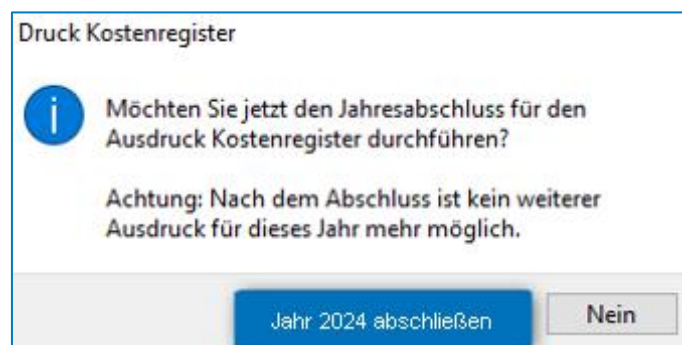 Druck Kostenregister
i
Möchten Sie jetzt den Jahresabschluss für den
Ausdruck Kostenregister durchführen?
Achtung: Nach dem Abschluss ist kein weiterer
Ausdruck für dieses Jahr mehr möglich.
Jahr 2024 abschließen
Nein